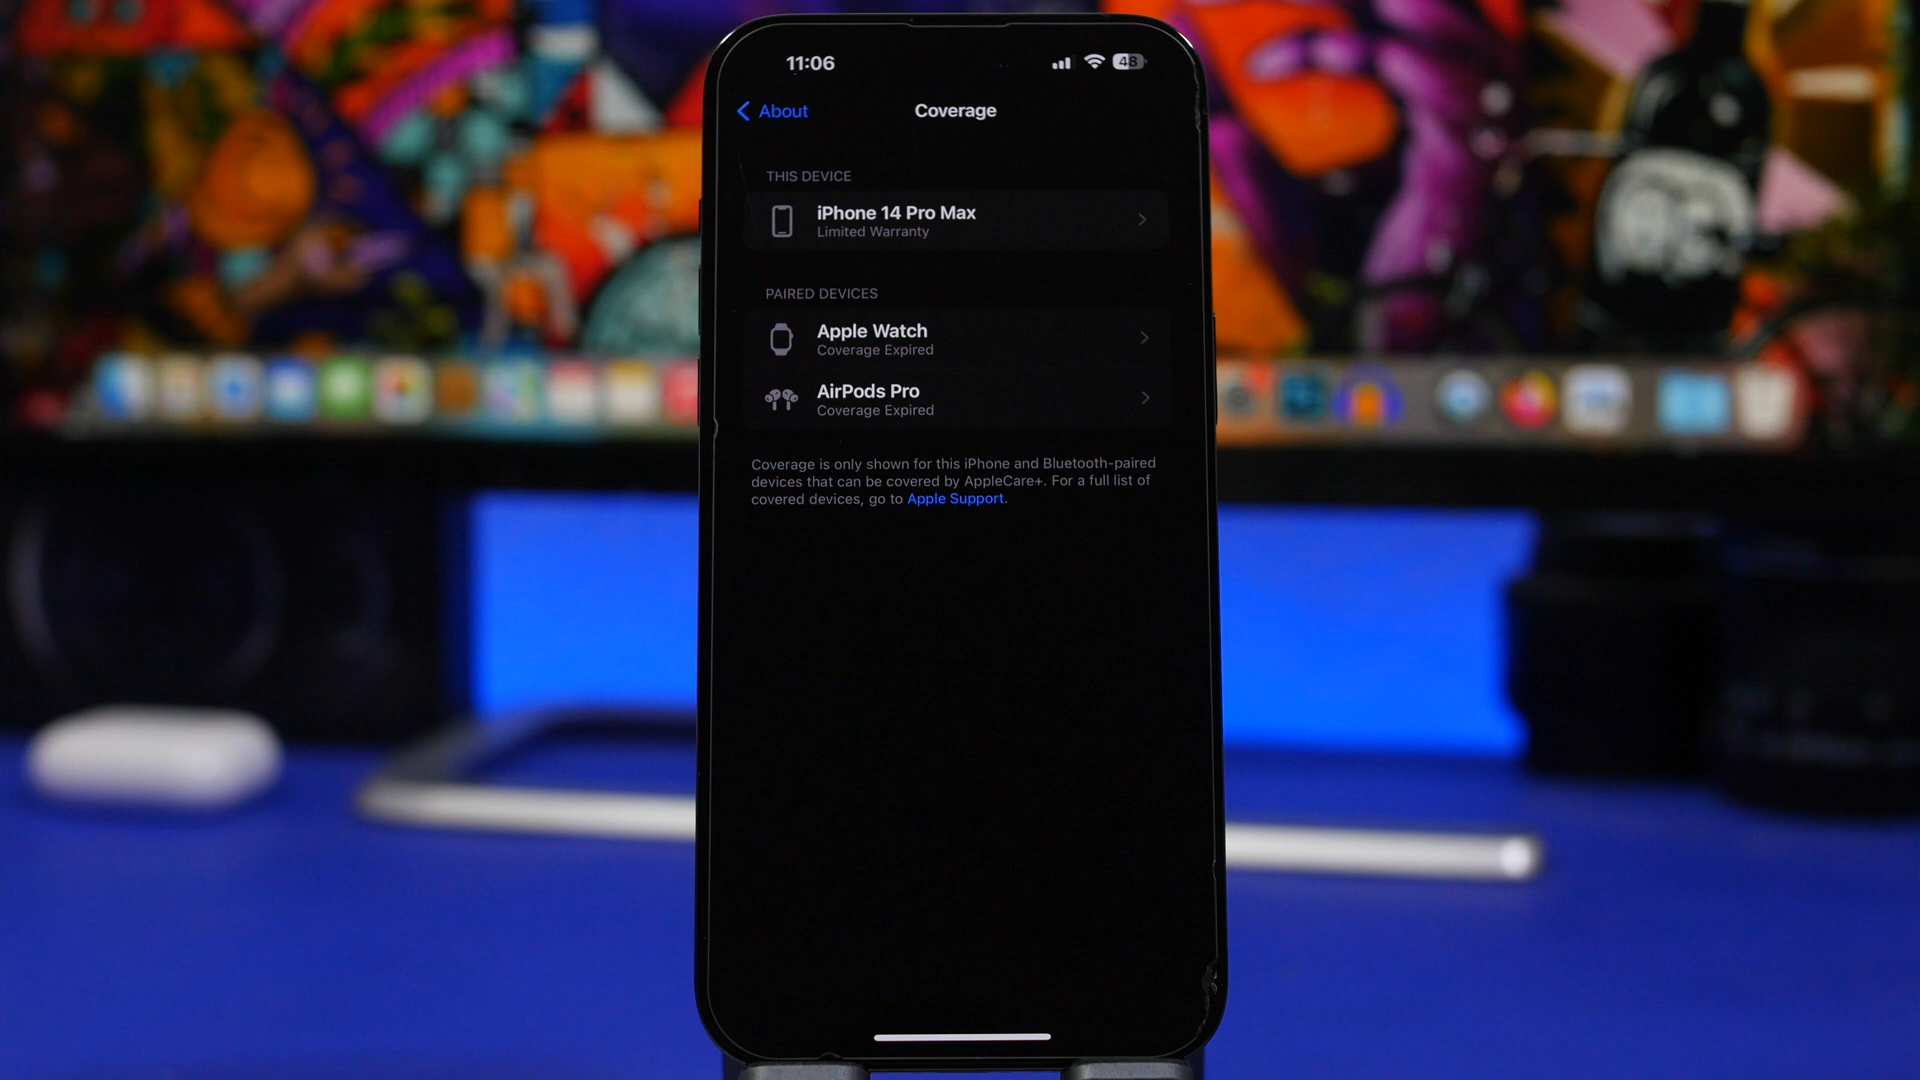 11:06
48
About
Coverage
THIS DEVICE
iPhone 14 Pro Max
Limited Warranty
PAIRED DEVICES
Apple Watch
Coverage Expired
AirPods Pro
Coverage Expired
Coverage is only shown for this iPhone and Bluetooth-paired
devices that can be covered by AppleCare+. For a full list of
covered devices, go to Apple Support.